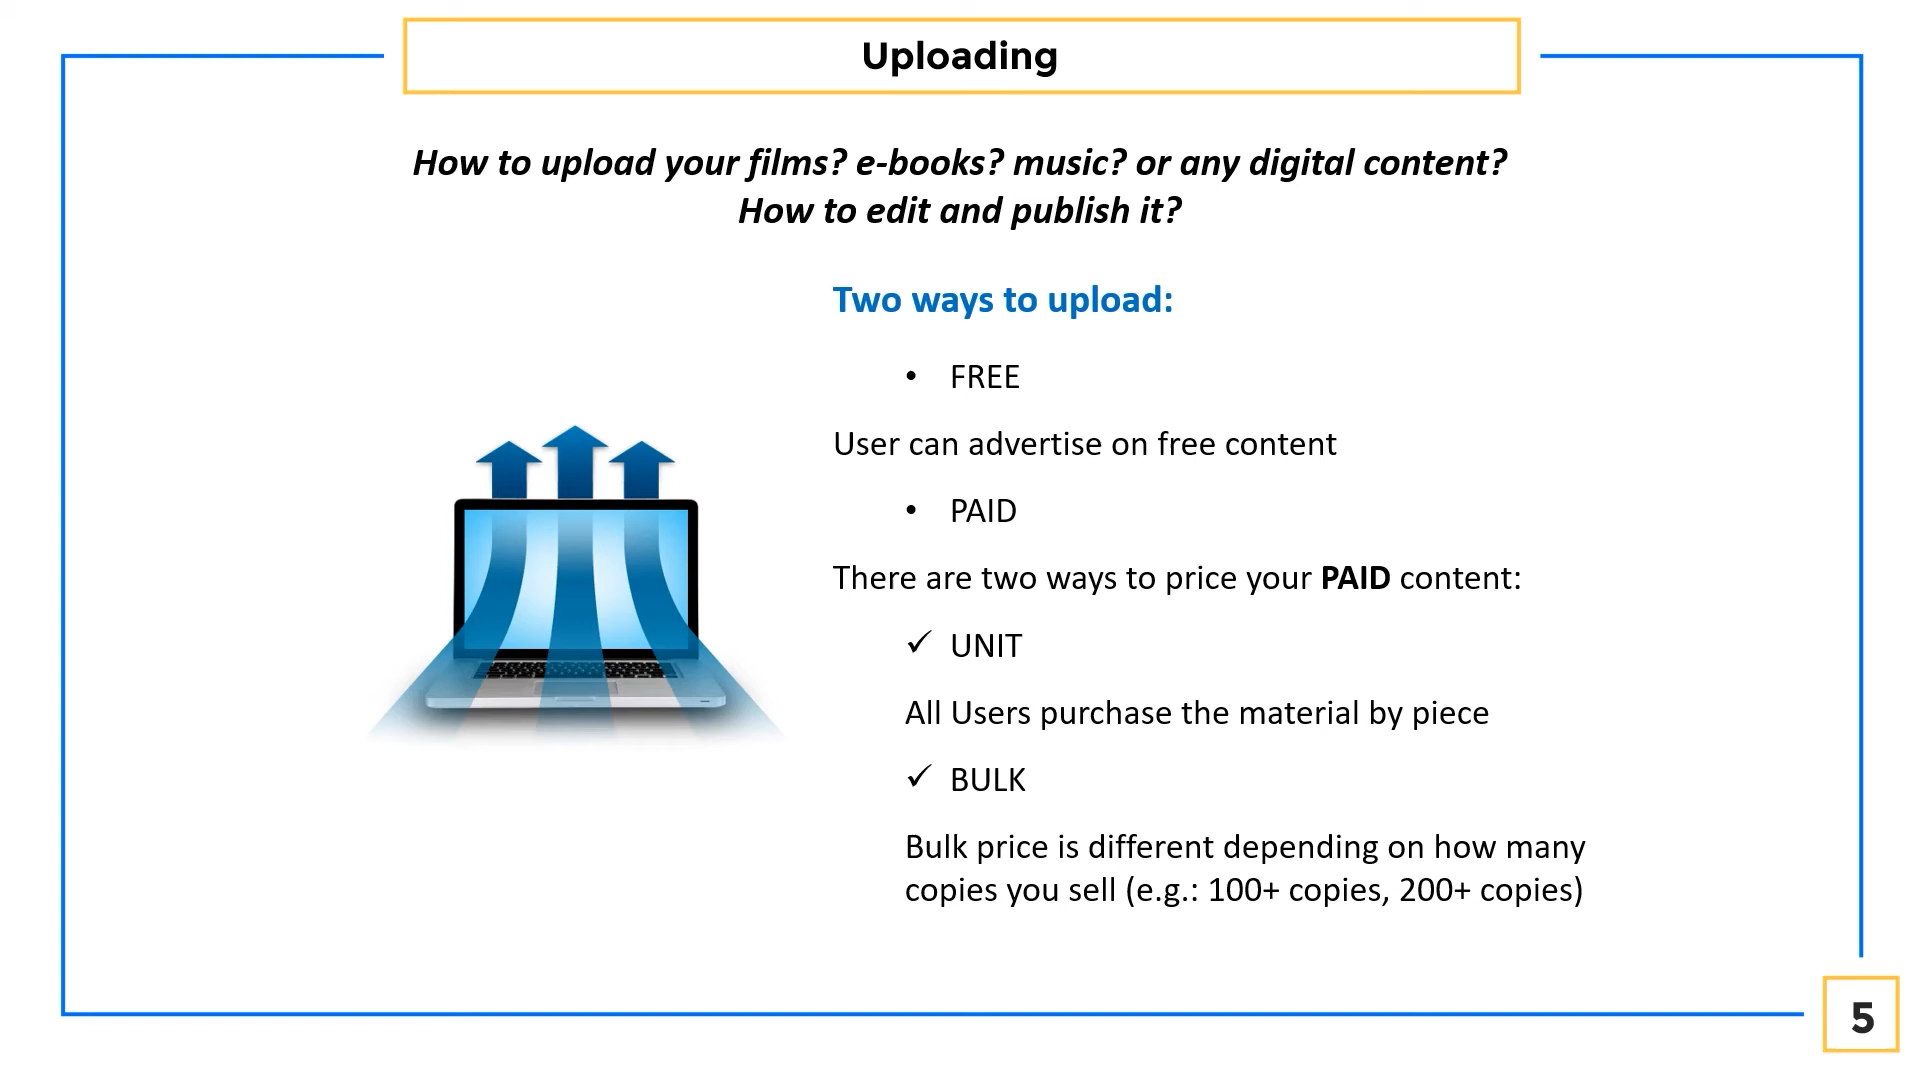 Uploading
How to upload your films? e-books? music? or any digital content?
How to edit and publish it?
Two ways to upload:
• FREE
User can advertise on free content
• PAID
There are two ways to price your PAID content:
✓ UNIT
All Users purchase the material by piece
✓ BULK
Bulk price is different depending on how many
copies you sell (e.g.: 100+ copies, 200+ copies)
5